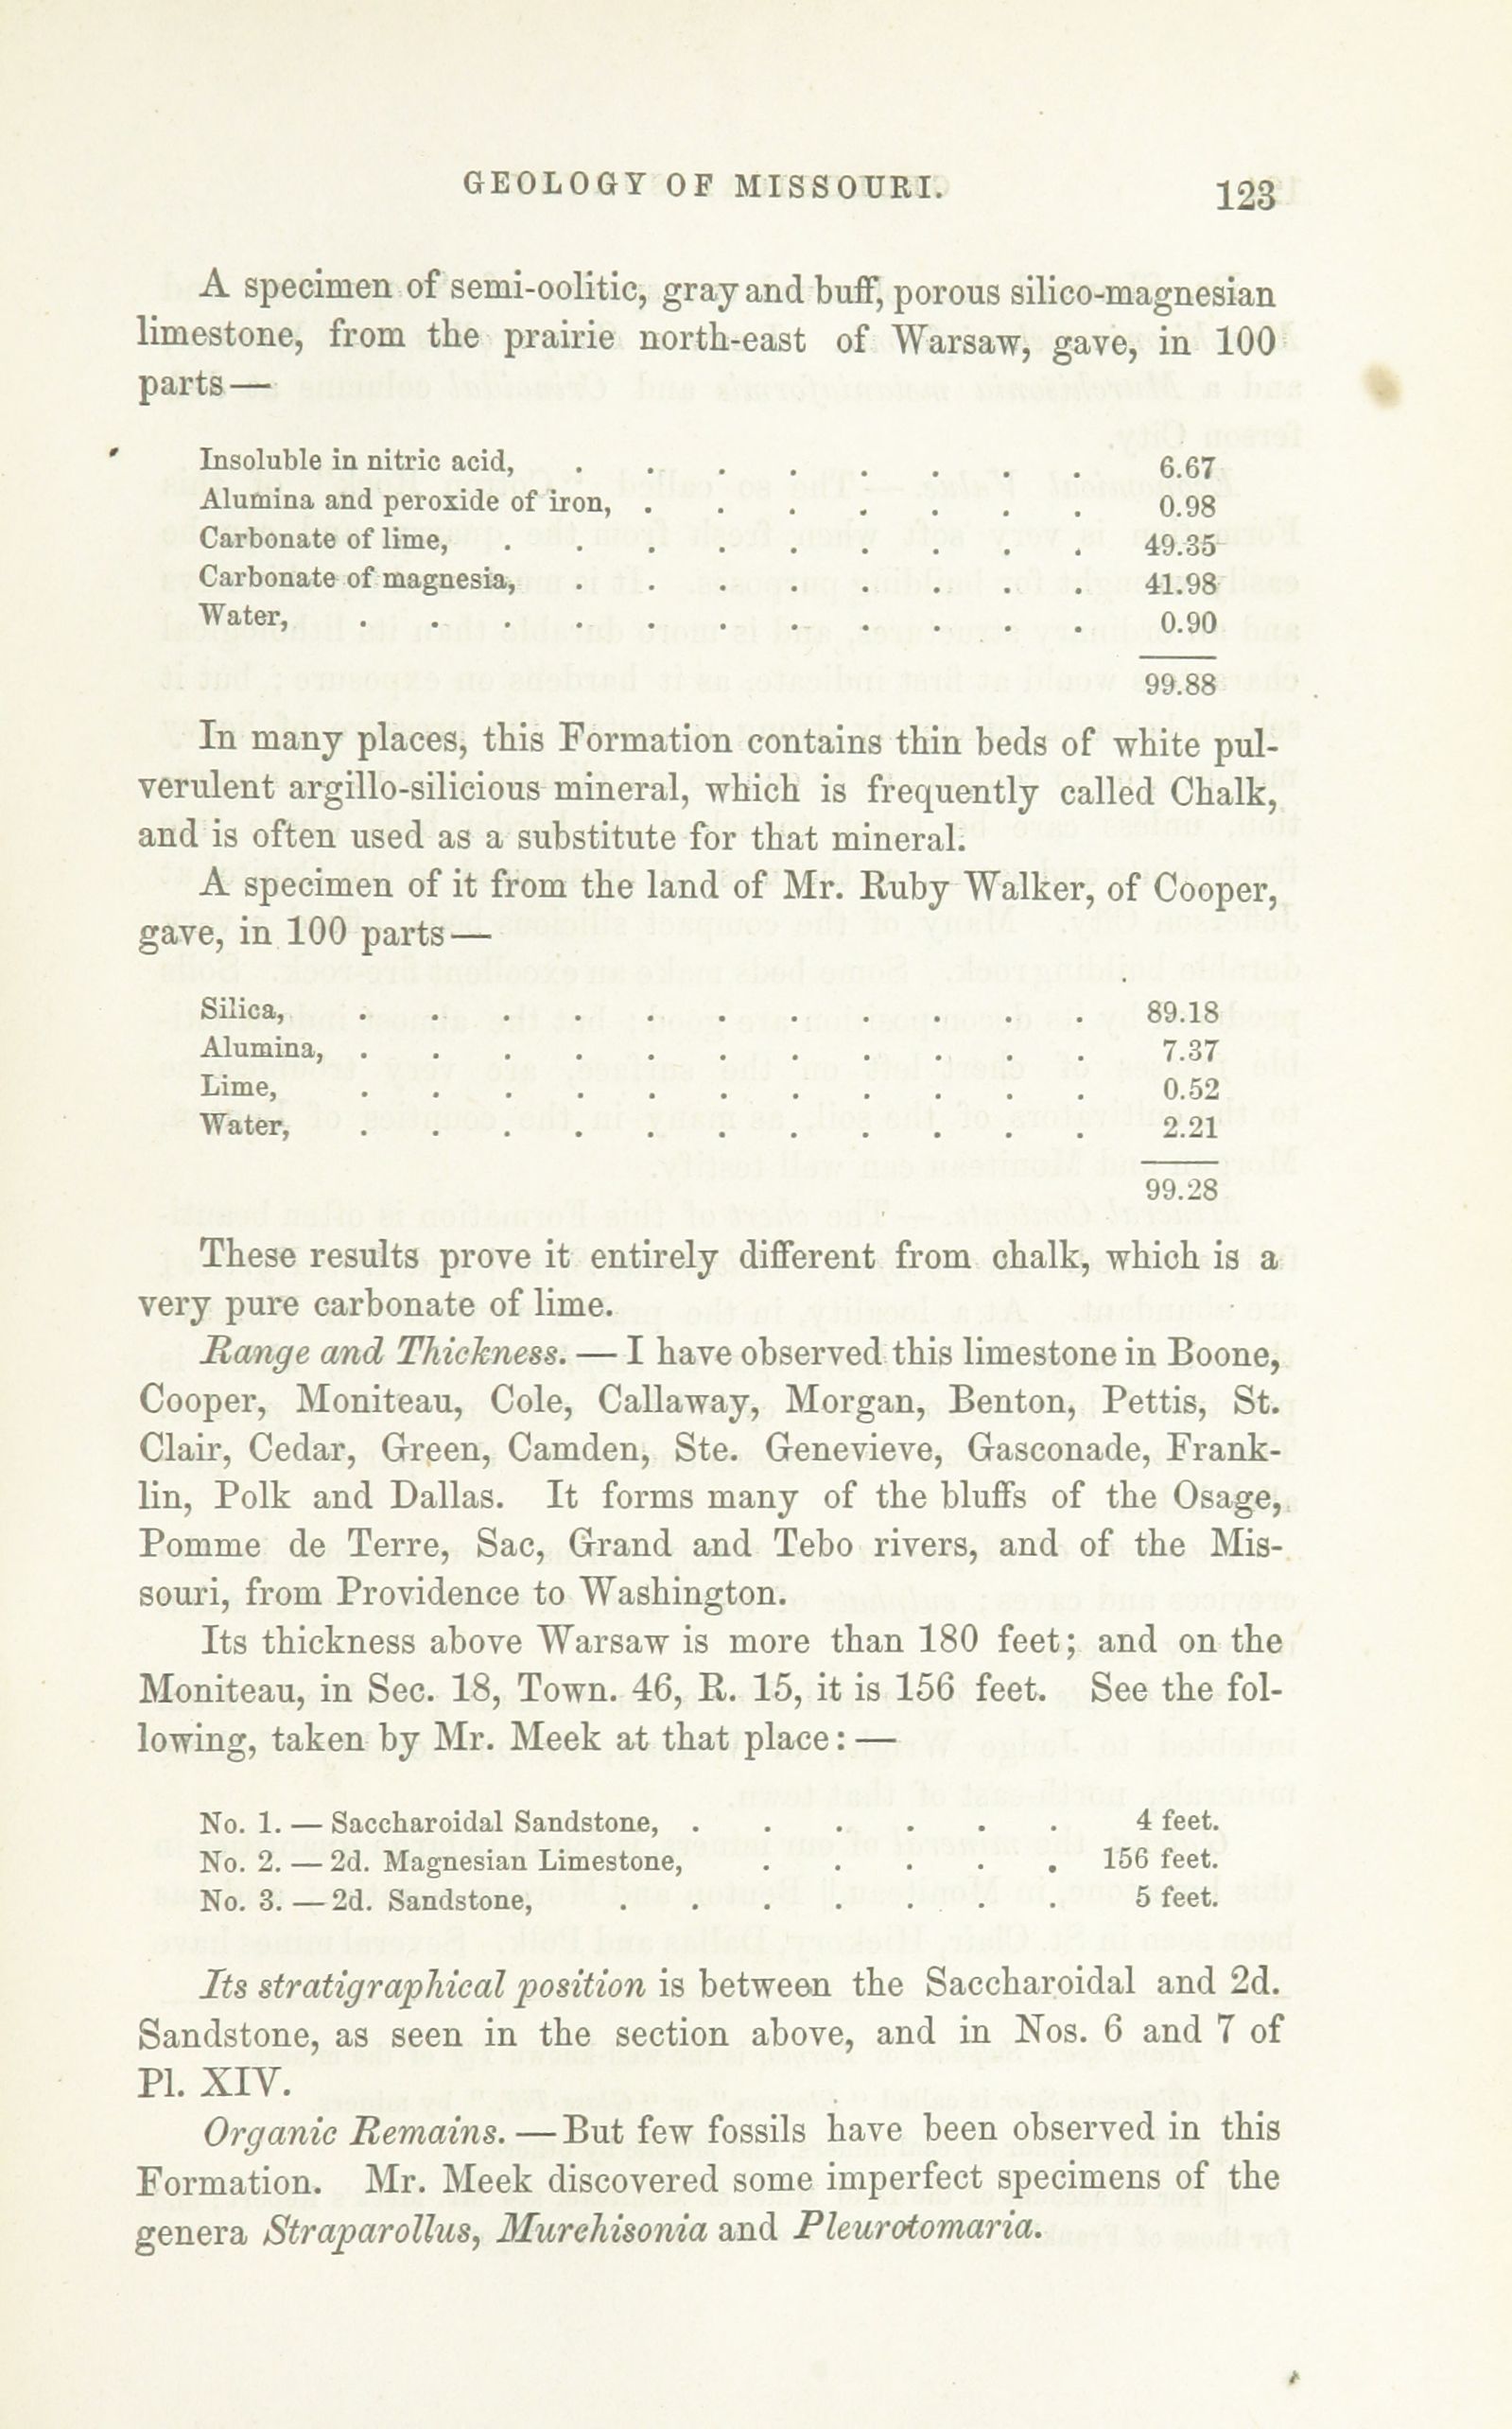 GEOLOGY OF MISSOURI. 123
A specimen of semi-oolitic, gray and buff, porous silico-magnesian
limestone, from the prairie north-east of Warsaw, gave, in 100
parts—
Insoluble in nitric acid, . . . . . . . . 6.67
Alumina and peroxide of iron, . . . . . . . 0.98
Carbonate of lime, . . . . . . . . . 49.35
Carbonate of magnesia, . . . . . . . . 41.98
Water, . . . . . . . . . . . 0.90
99.88
In many places, this Formation contains thin beds of white pul-
verulent argillo-silicious mineral, which is frequently called Chalk,
and is often used as a substitute for that mineral.
A specimen of it from the land of Mr. Ruby Walker, of Cooper,
gave, in 100 parts—
Silica, . . . . . . . . . . . 89.18
Alumina, . . . . . . . . . . . 7.37
Lime, . . . . . . . . . . . 0.52
Water, . . . . . . . . . . . 2.21
99.28
These results prove it entirely different from chalk, which is a
very pure carbonate of lime.
Range and Thickness. — I have observed this limestone in Boone,
Cooper, Moniteau, Cole, Callaway, Morgan, Benton, Pettis, St.
Clair, Cedar, Green, Camden, Ste. Genevieve, Gasconade, Frank-
lin, Polk and Dallas. It forms many of the bluffs of the Osage,
Pomme de Terre, Sac, Grand and Tebo rivers, and of the Mis-
souri, from Providence to Washington.
Its thickness above Warsaw is more than 180 feet; and on the
Moniteau, in Sec. 18, Town. 46, R. 15, it is 156 feet. See the fol-
lowing, taken by Mr. Meek at that place: —
No. 1. — Saccharoidal Sandstone, . . . . . . 4 feet.
No. 2. — 2d. Magnesian Limestone, . . . . . 156 feet.
No. 3. — 2d. Sandstone, . . . . . . . 5 feet.
Its stratigraphical position is between the Saccharoidal and 2d.
Sandstone, as seen in the section above, and in Nos. 6 and 7 of
Pl. XIV.
Organic Remains. — But few fossils have been observed in this
Formation. Mr. Meek discovered some imperfect specimens of the
genera Straparollus, Murchisonia and Pleurotomaria.